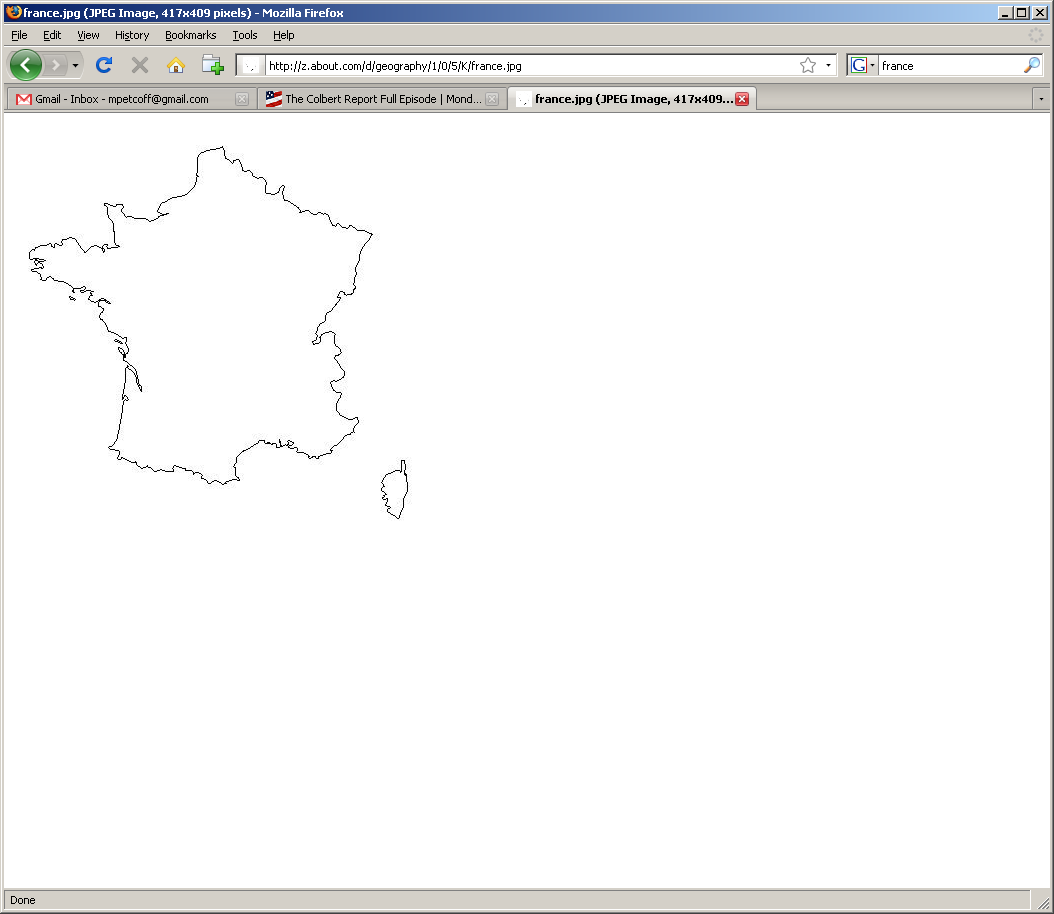 france.jpg (JPEG Image, 417x409 pixels) - Mozilla Firefox
File Edit View History Bookmarks Tools Help
http://z.about.com/d/geography/1/0/5/K/france.jpg
G france
Gmail - Inbox - mpetcoff@gmail.com
The Colbert Report Full Episode | Mond...
france.jpg (JPEG Image, 417x409...
Done